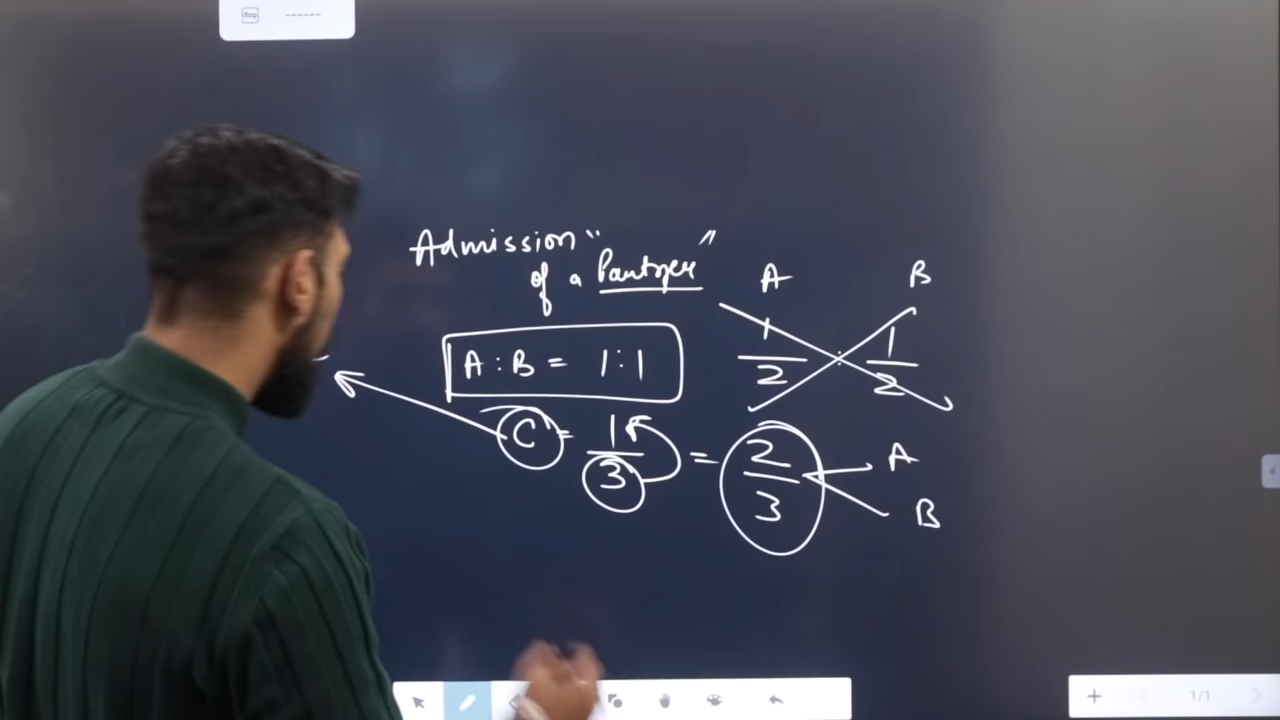 Admission "
of a Partner "
A B
1/2 1/2
A : B = 1 : 1
C = 1/3 = 2/3 A
B
1/1